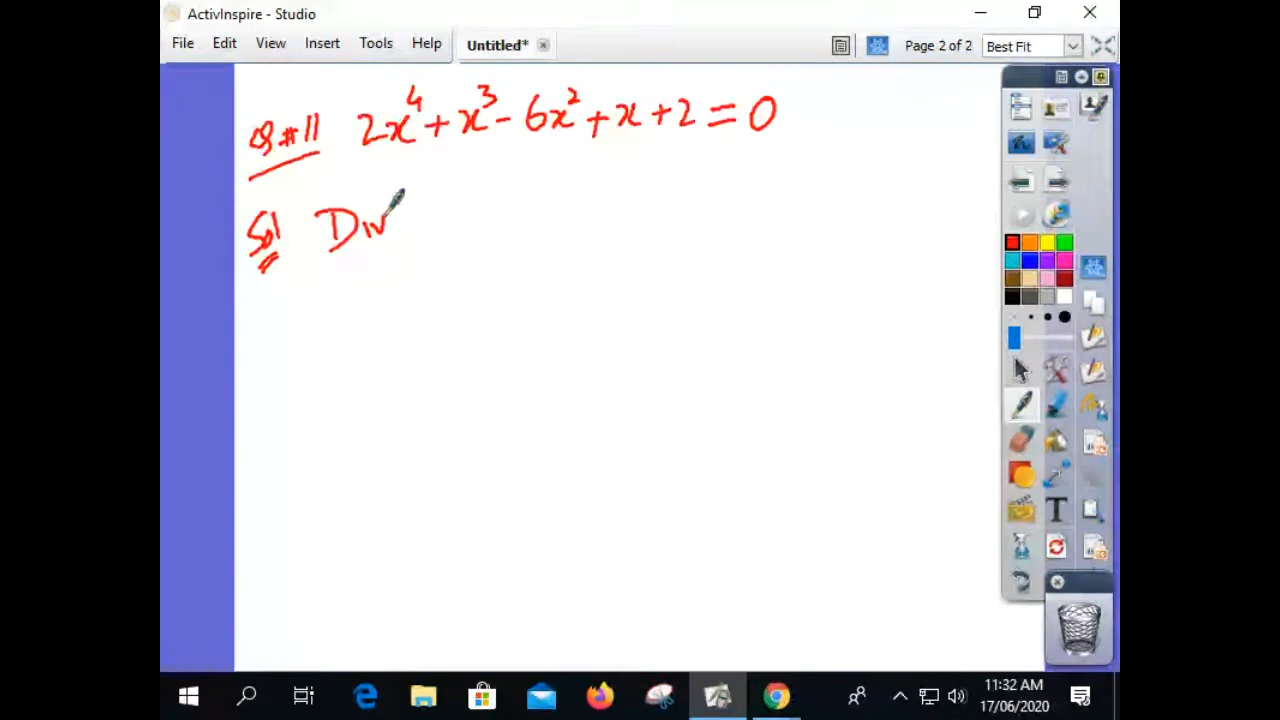 ActivInspire - Studio
File Edit View Insert Tools Help Untitled* Page 2 of 2 Best Fit
Q#11 2x⁴+x³-6x²+x+2=0
Sol Div
T
11:32 AM
17/06/2020